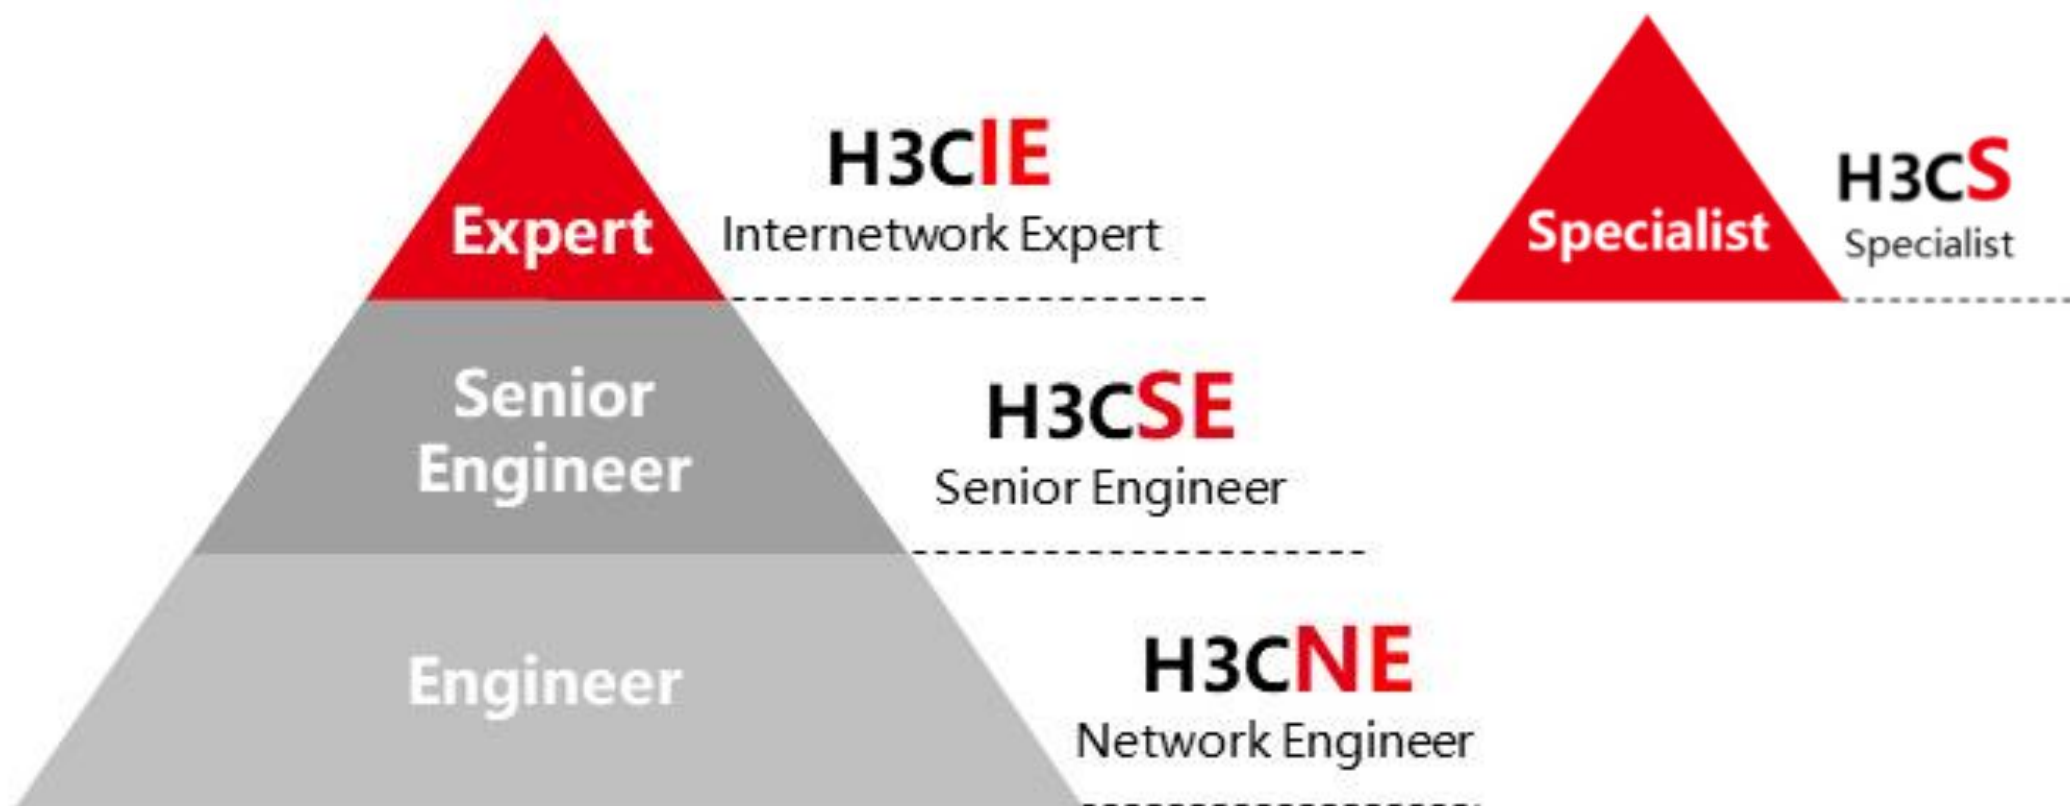 Expert
H3CIE
Internetwork Expert
Specialist
H3CS
Specialist
Senior
Engineer
H3CSE
Senior Engineer
Engineer
H3CNE
Network Engineer